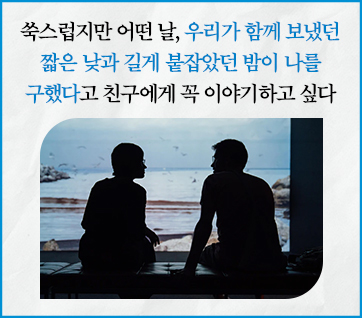 쑥스럽지만 어떤 날, 우리가 함께 보냈던
짧은 낮과 길게 붙잡았던 밤이 나를
구했다고 친구에게 꼭 이야기하고 싶다